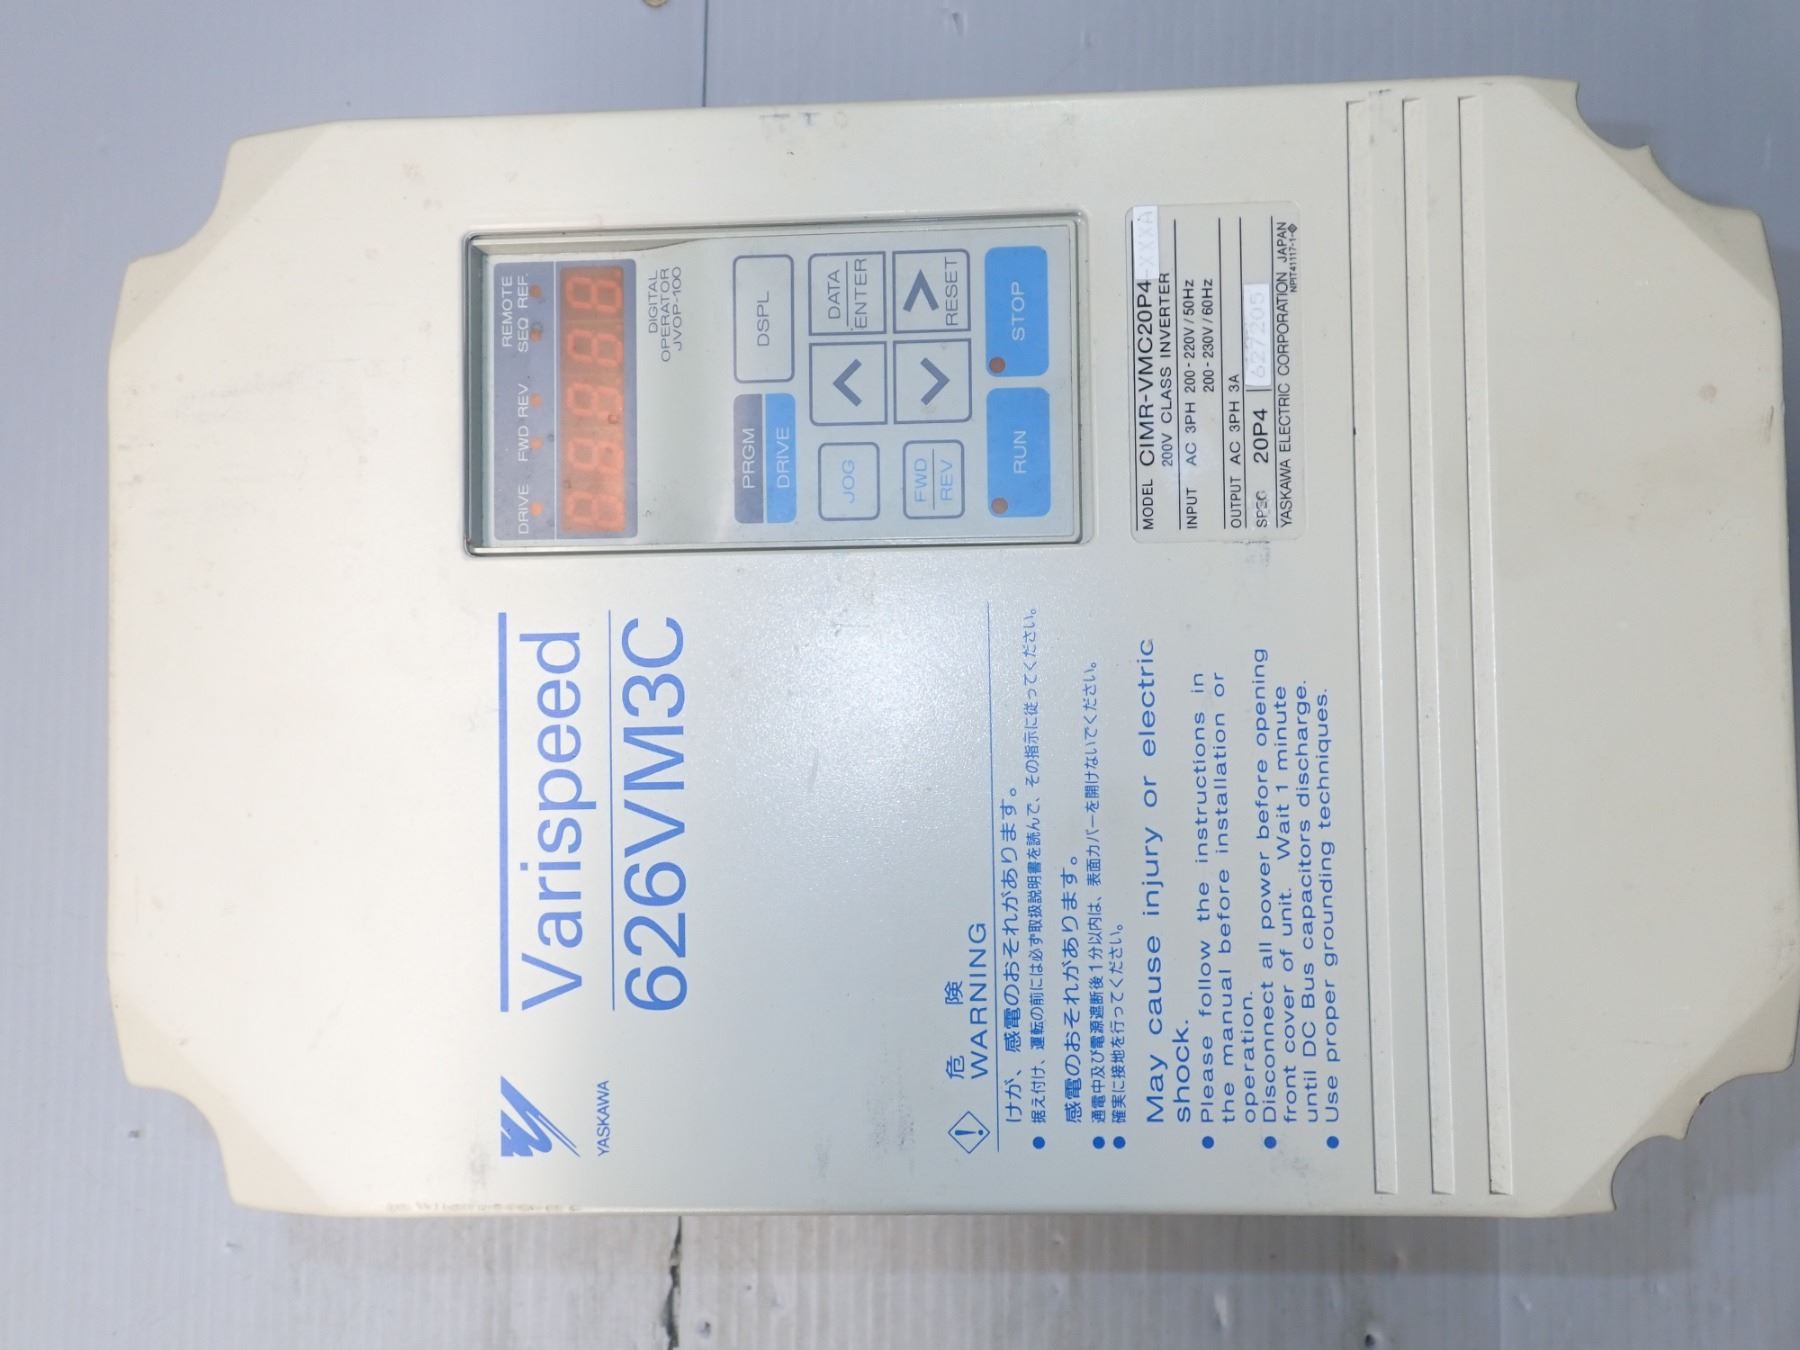 YASKAWA
Varispeed
626VM3C
DRIVE FWD REV REMOTE
SEQ REF.
8.8.8.8.8
DIGITAL
OPERATOR
JVOP-100
PRGM
DRIVE
DSPL
JOG
DATA
ENTER
FWD
REV
RESET
RUN
STOP
危 険
WARNING
けが、感電のおそれがあります。
● 据え付け、運転の前には必ず取扱説明書を読んで、その指示に従ってください。
感電のおそれがあります。
● 通電中及び電源遮断後1分以内は、表面カバーを開けないでください。
● 確実に接地を行ってください。
May cause injury or electric
shock.
● Please follow the instructions in
the manual before installation or
operation.
● Disconnect all power before opening
front cover of unit. Wait 1 minute
until DC Bus capacitors discharge.
● Use proper grounding techniques.
MODEL CIMR-VMC20P4-XXXA
200V CLASS INVERTER
INPUT AC 3PH 200-220V/50Hz
200-230V/60Hz
OUTPUT AC 3PH 3A
SPEC 20P4 627205
YASKAWA ELECTRIC CORPORATION JAPAN